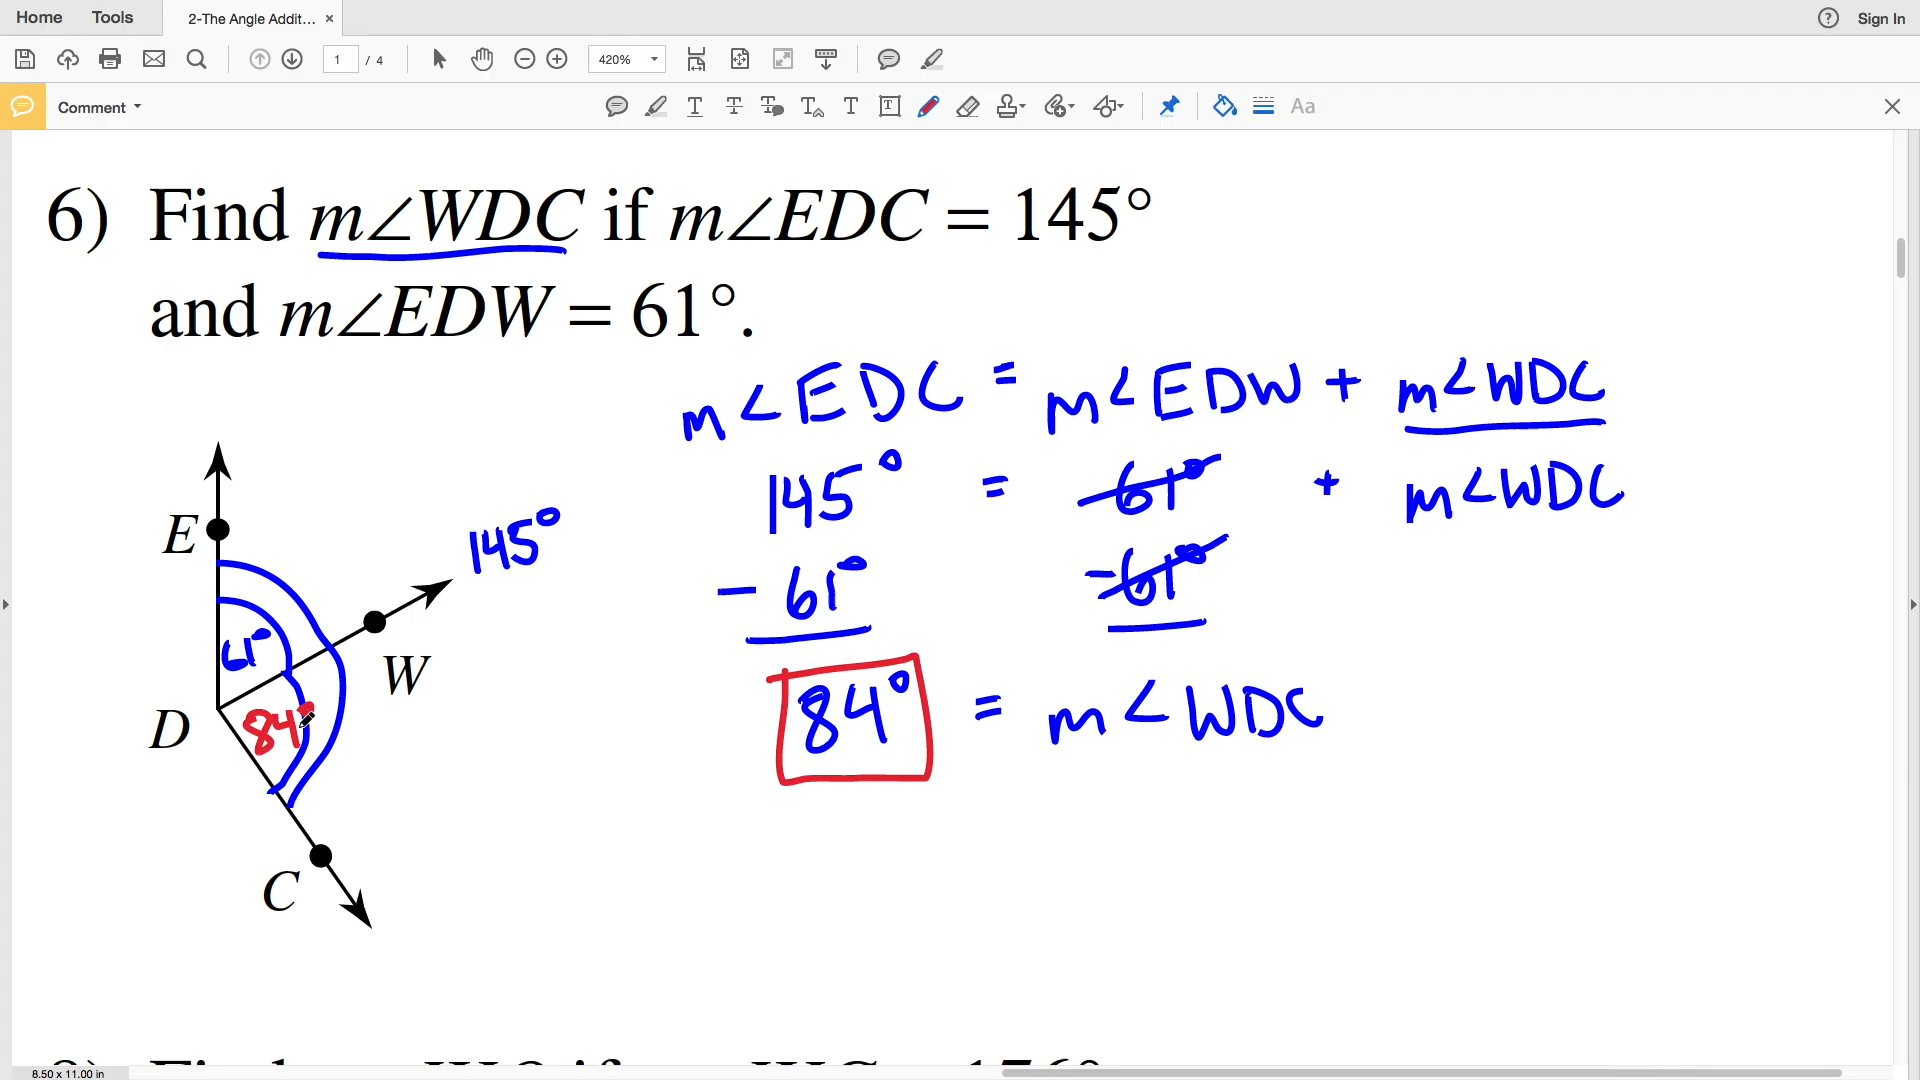 Home Tools 2-The Angle Addit... × ? Sign In
1 / 4 420%
Comment T T T T T T Aa
6) Find m∠WDC if m∠EDC = 145°
and m∠EDW = 61°.
m∠EDC = m∠EDW + m∠WDC
145° = 61° + m∠WDC
- 61° -61°
84° = m∠WDC
E
145°
61°
W
D
84°
C
8.50 x 11.00 in